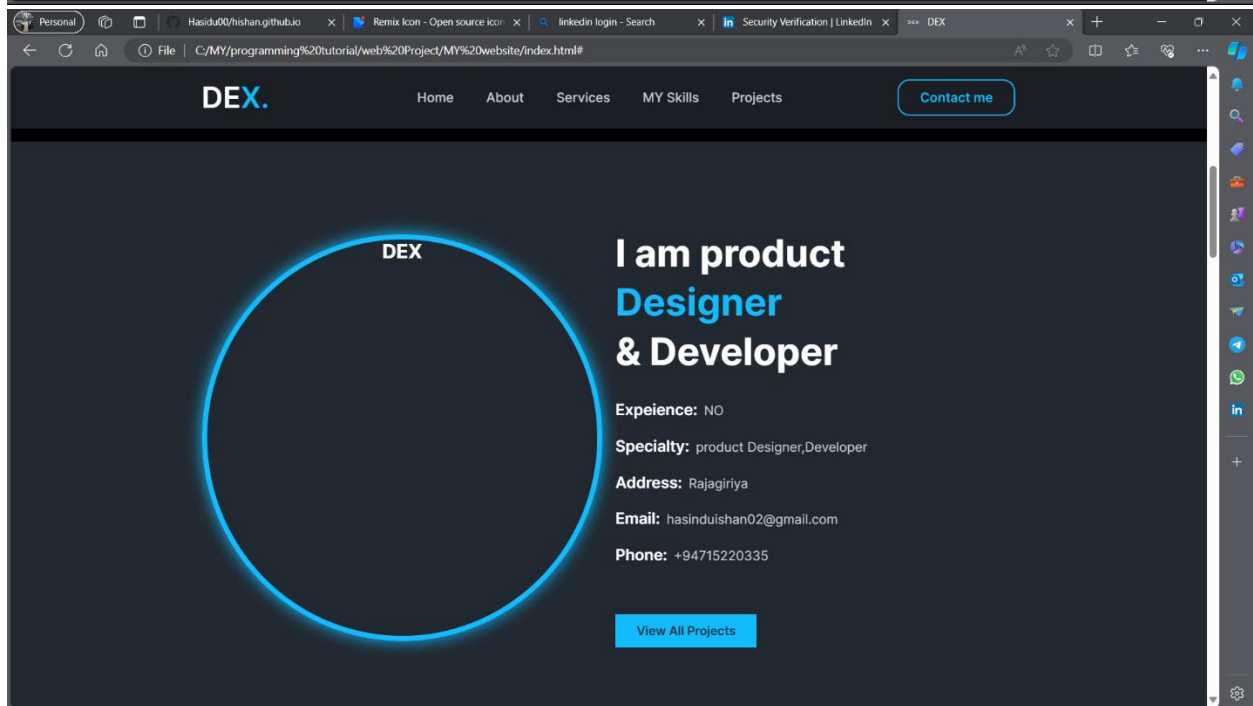 Personal
Hasidu00/hishan.github.io
Remix Icon - Open source icon
linkedin login - Search
in Security Verification | LinkedIn
DEX DEX
File C:/MY/programming%20tutorial/web%20Project/MY%20website/index.html#
DEX. Home About Services MY Skills Projects Contact me
DEX
I am product
Designer
& Developer
Expeience: NO
Specialty: product Designer,Developer
Address: Rajagiriya
Email: hasinduishan02@gmail.com
Phone: +94715220335
View All Projects
in